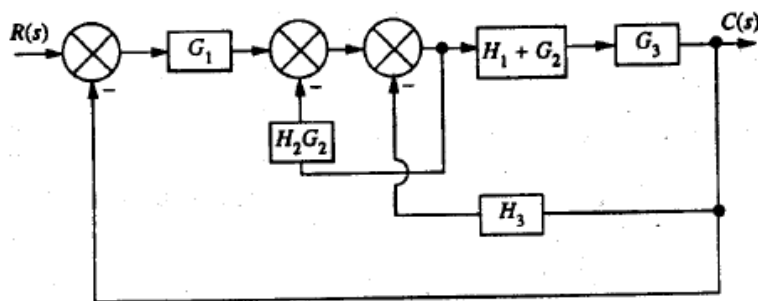 R(s)
G₁
H₁ + G₂
G₃
C(s)
−
−
−
H₂G₂
H₃